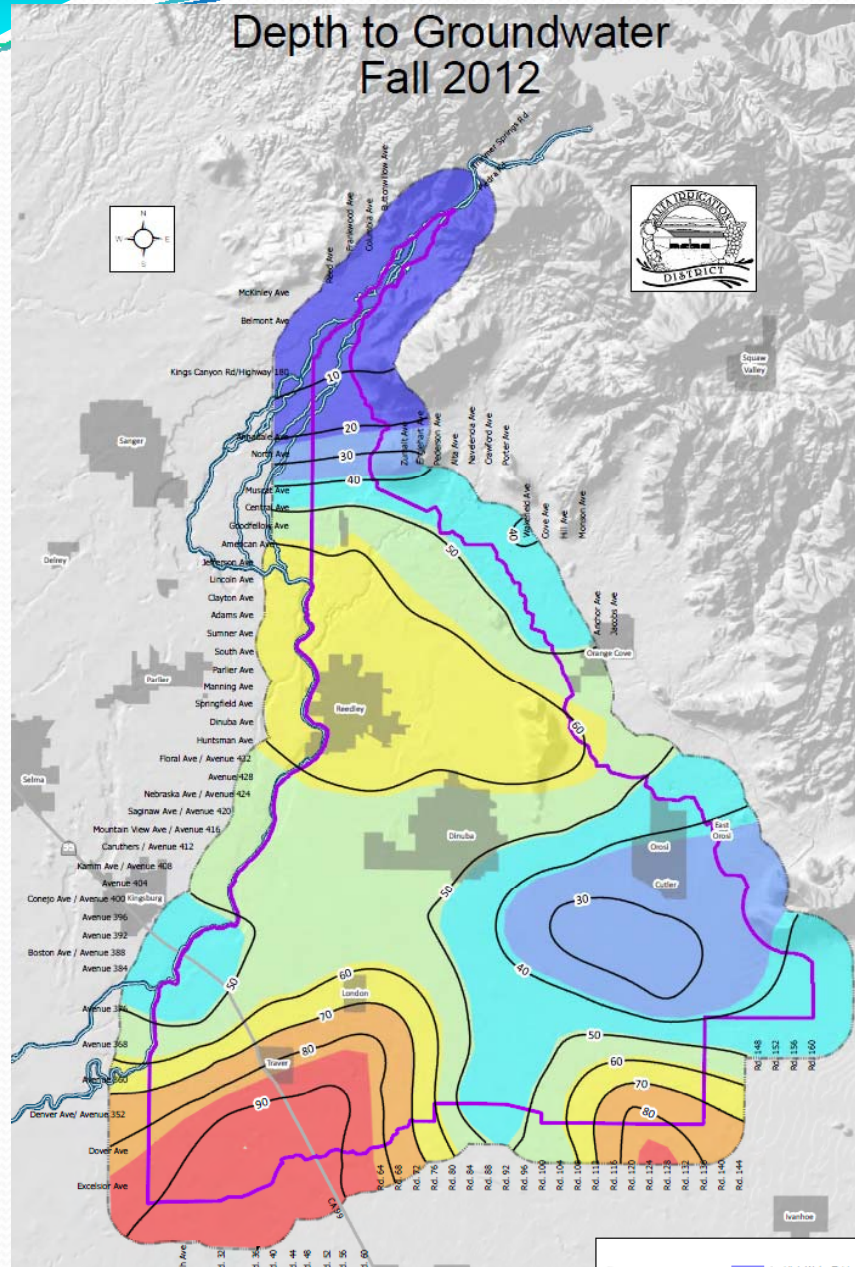 Depth to Groundwater
Fall 2012
Piedra Rd
Buttonwillow Ave
Columbia Ave
Frankwood Ave
Reed Ave
N
W
E
S
ALTA IRRIGATION
DISTRICT
McKinley Ave
Belmont Ave
Kings Canyon Rd/Highway 180
10
Squaw
Valley
Sanger
Annadale Ave
20
North Ave
30
40
Zumalt Ave
Englehart Ave
Pederson Ave
Alta Ave
Navelencia Ave
Crawford Ave
Porter Ave
Muscat Ave
Central Ave
Goodfellow Ave
American Ave
50
40
Wakefield Ave
Cove Ave
Hill Ave
Monson Ave
Delrey
Jefferson Ave
Lincoln Ave
Clayton Ave
Adams Ave
Sumner Ave
South Ave
Parlier Ave
Manning Ave
Springfield Ave
Dinuba Ave
Huntsman Ave
Anchor Ave
Jacobs Ave
Orange Cove
Parlier
Reedley
60
Floral Ave / Avenue 432
Avenue 428
Nebraska Ave / Avenue 424
Saginaw Ave / Avenue 420
Mountain View Ave / Avenue 416
Caruthers / Avenue 412
Kamm Ave / Avenue 408
Avenue 404
Conejo Ave / Avenue 400
Avenue 396
Avenue 392
Boston Ave / Avenue 388
Avenue 384
Selma
Kingsburg
Dinuba
East
Orosi
Orosi
Cutler
50
30
40
50
Avenue 376
Avenue 368
Avenue 360
Denver Ave/ Avenue 352
Dover Ave
Excelsior Ave
London
Traver
60
70
80
90
50
60
70
80
Rd. 148
Rd. 152
Rd. 156
Rd. 160
Rd. 64
Rd. 68
Rd. 72
Rd. 76
Rd. 80
Rd. 84
Rd. 88
Rd. 92
Rd. 96
Rd. 100
Rd. 104
Rd. 112
Rd. 116
Rd. 120
Rd. 124
Rd. 128
Rd. 132
Rd. 136
Rd. 140
Rd. 144
CA 99
Ivanhoe